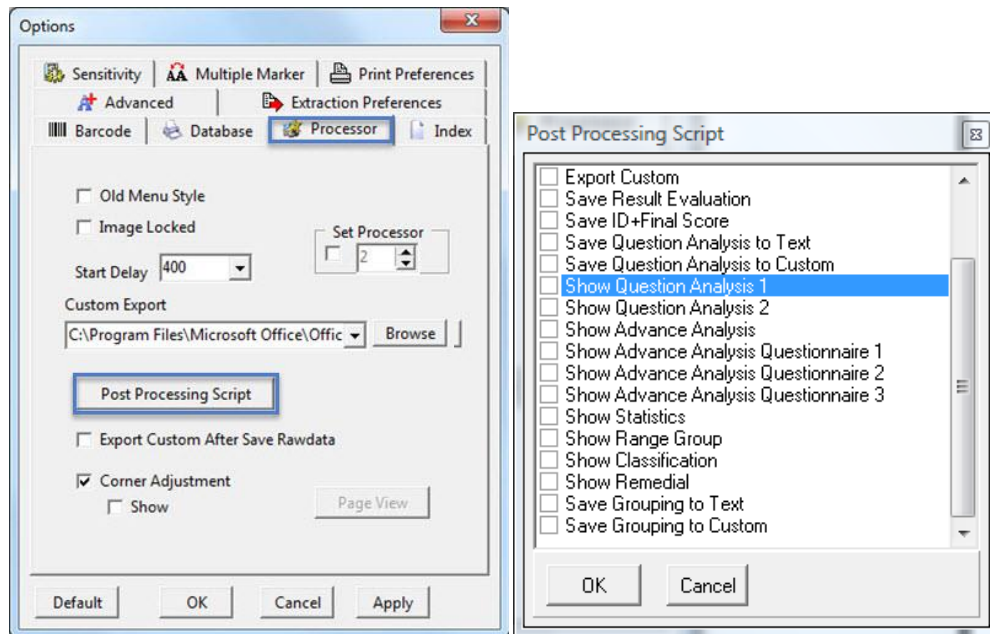 Options
Sensitivity Multiple Marker Print Preferences
Advanced Extraction Preferences
Barcode Database Processor Index
Old Menu Style
Image Locked
Set Processor
2
Start Delay 400
Custom Export
C:\Program Files\Microsoft Office\Offic Browse
Post Processing Script
Export Custom After Save Rawdata
Corner Adjustment
Show
Page View
Default OK Cancel Apply
Post Processing Script
Export Custom
Save Result Evaluation
Save ID+Final Score
Save Question Analysis to Text
Save Question Analysis to Custom
Show Question Analysis 1
Show Question Analysis 2
Show Advance Analysis
Show Advance Analysis Questionnaire 1
Show Advance Analysis Questionnaire 2
Show Advance Analysis Questionnaire 3
Show Statistics
Show Range Group
Show Classification
Show Remedial
Save Grouping to Text
Save Grouping to Custom
OK Cancel